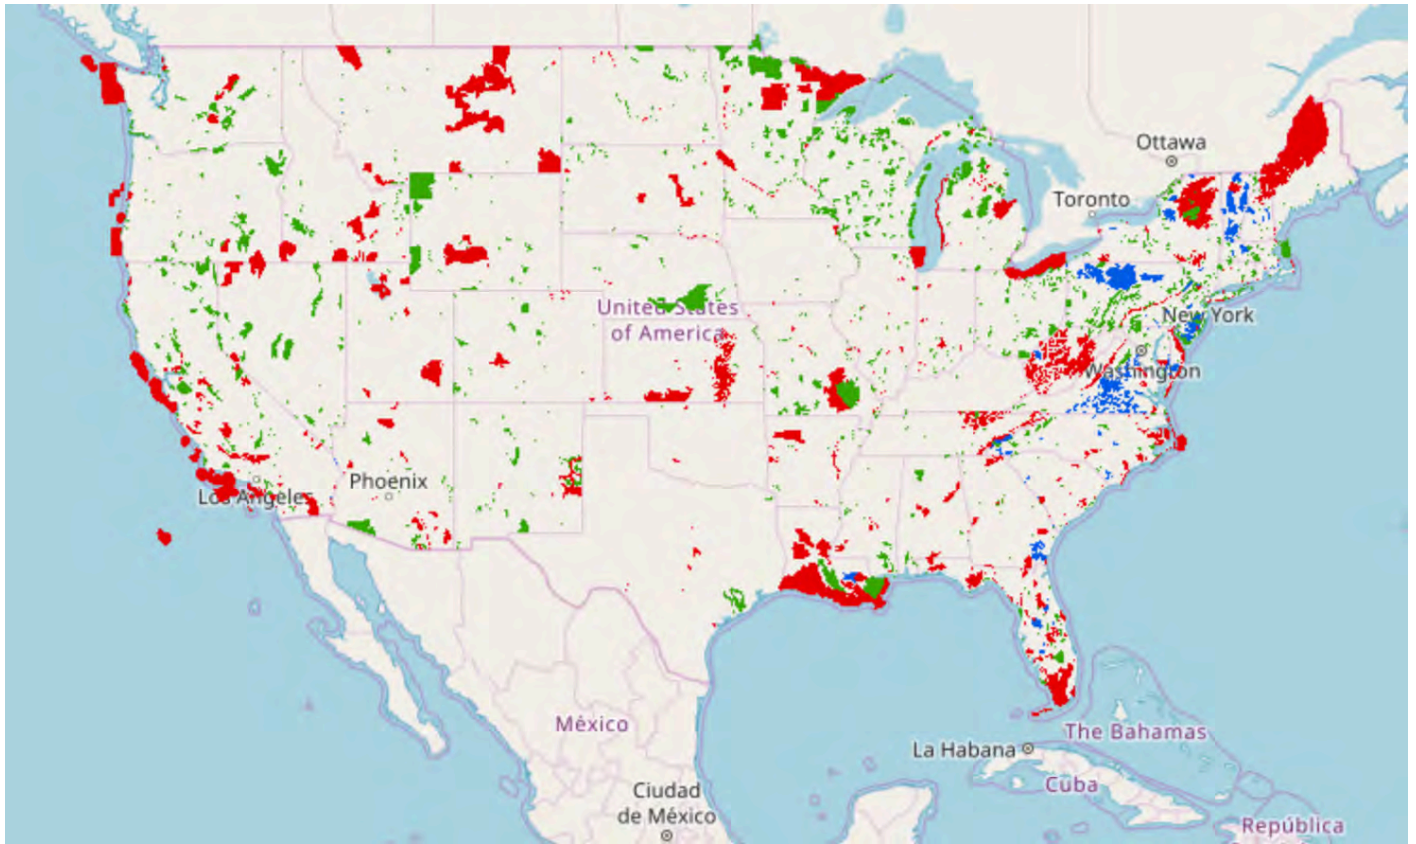 Ottawa
Toronto
United States
of America
New York
Washington
Phoenix
Los Angeles
México
The Bahamas
La Habana
Cuba
Ciudad
de México
República